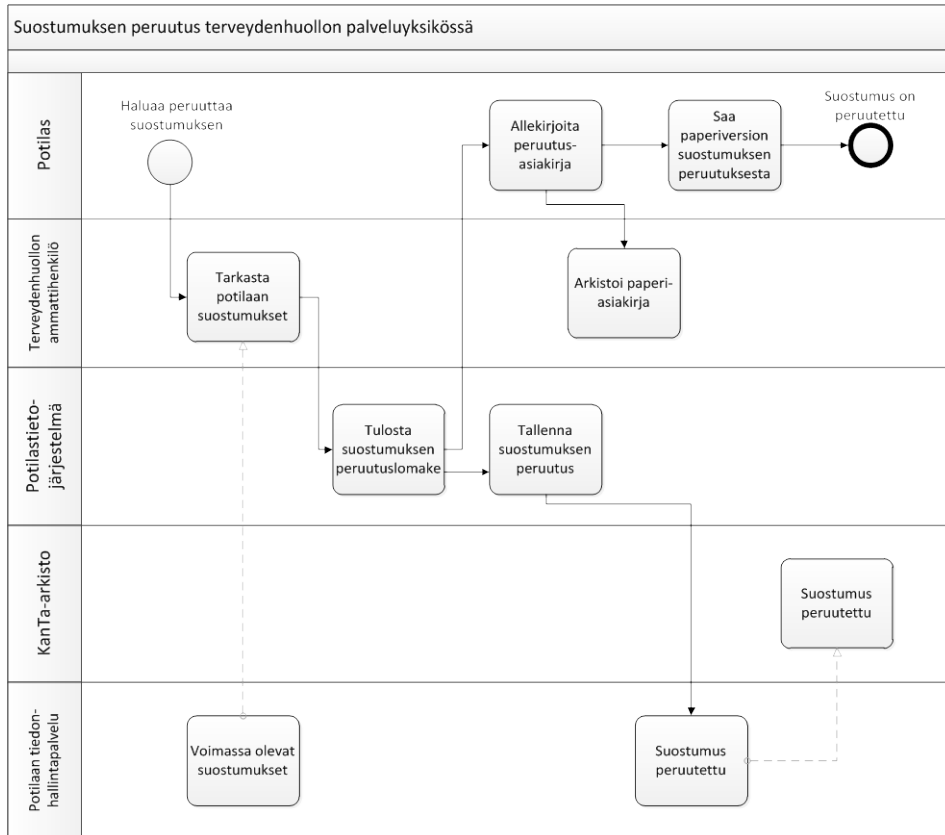 Suostumuksen peruutus terveydenhuollon palveluyksikössä
Potilas
Haluaa peruuttaa
suostumuksen
Allekirjoita
peruutus-
asiakirja
Saa
paperiversion
suostumuksen
peruutuksesta
Suostumus on
peruutettu
Terveydenhuollon
ammattihenkilö
Tarkasta
potilaan
suostumukset
Arkistoi paperi-
asiakirja
Potilastieto-
järjestelmä
Tulosta
suostumuksen
peruutuslomake
Tallenna
suostumuksen
peruutus
KanTa-arkisto
Suostumus
peruutettu
Potilaan tiedon-
hallintapalvelu
Voimassa olevat
suostumukset
Suostumus
peruutettu